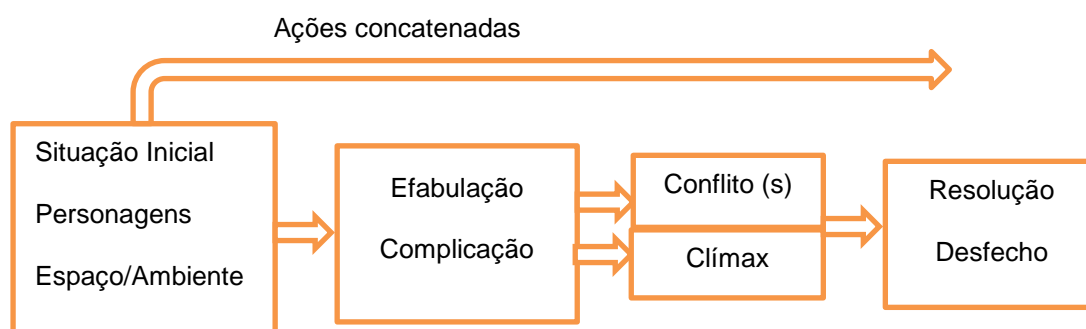 Ações concatenadas
Situação Inicial
Personagens
Espaço/Ambiente
Efabulação
Complicação
Conflito (s)
Clímax
Resolução
Desfecho